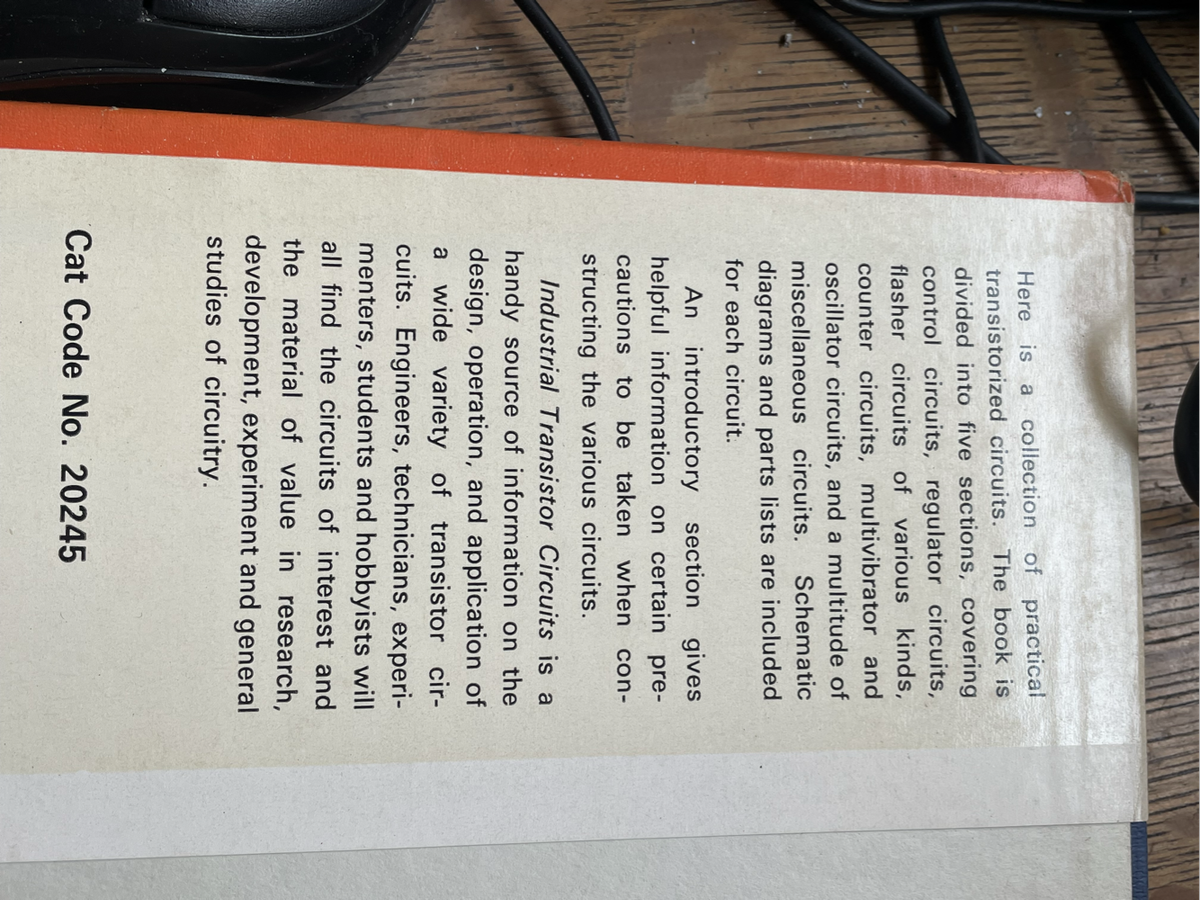 Here is a collection of practical
transistorized circuits. The book is
divided into five sections, covering
control circuits, regulator circuits,
flasher circuits of various kinds,
counter circuits, multivibrator and
oscillator circuits, and a multitude of
miscellaneous circuits. Schematic
diagrams and parts lists are included
for each circuit.
An introductory section gives
helpful information on certain pre-
cautions to be taken when con-
structing the various circuits.
Industrial Transistor Circuits is a
handy source of information on the
design, operation, and application of
a wide variety of transistor cir-
cuits. Engineers, technicians, experi-
menters, students and hobbyists will
all find the circuits of interest and
the material of value in research,
development, experiment and general
studies of circuitry.
Cat Code No. 20245